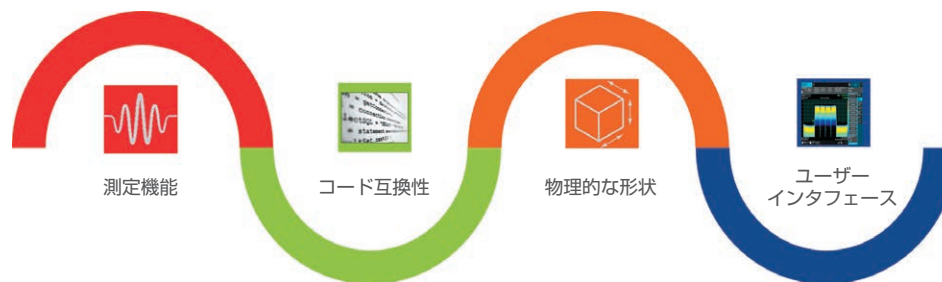 測定機能
コード互換性
物理的な形状
ユーザー
インタフェース